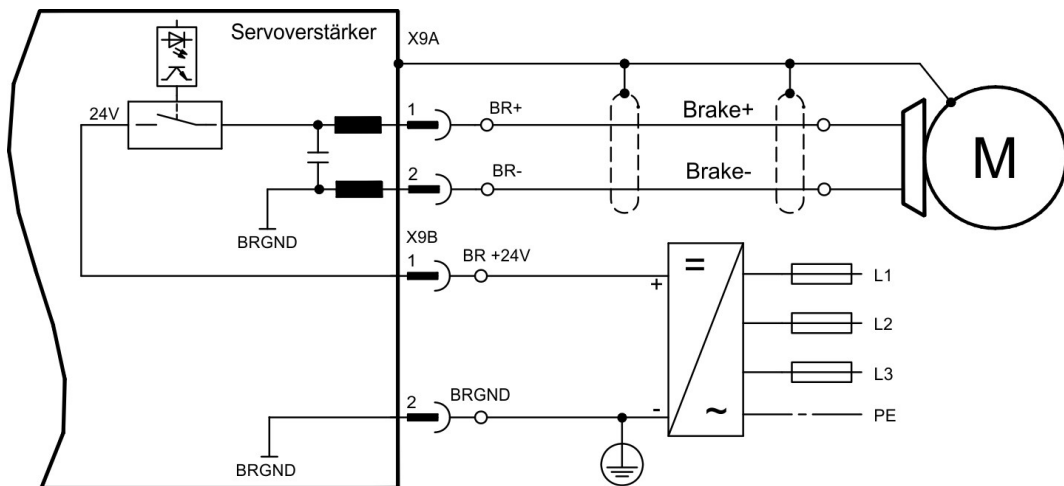 Servoverstärker
X9A
24V
1
BR+
Brake+
2
BR-
Brake-
M
BRGND
X9B
1
BR +24V
+
=
L1
L2
L3
2
BRGND
-
~
PE
BRGND